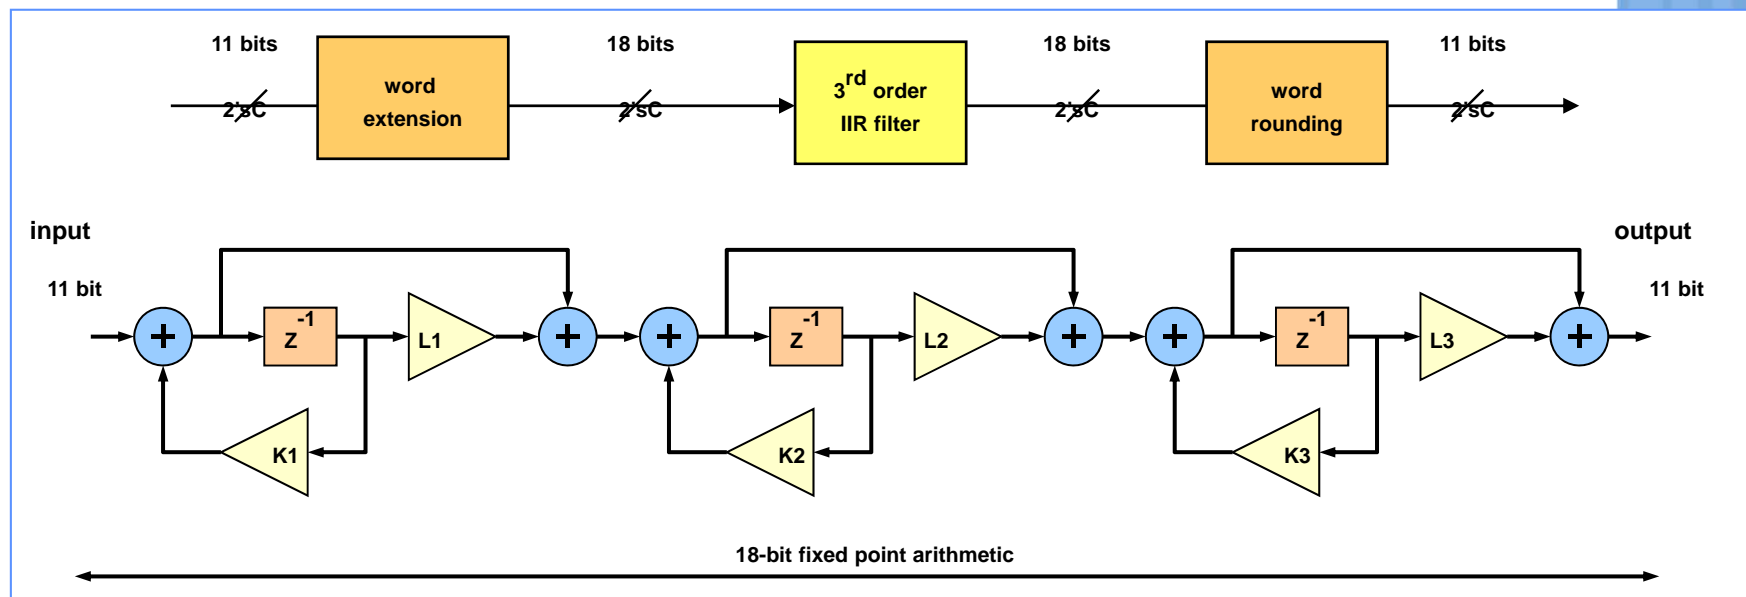 11 bits
18 bits
18 bits
11 bits
word
extension
3rd order
IIR filter
word
rounding
2'sC
2'sC
2'sC
2'sC
input
output
11 bit
11 bit
+
Z-1
L1
+
+
Z-1
L2
+
+
Z-1
L3
+
K1
K2
K3
18-bit fixed point arithmetic